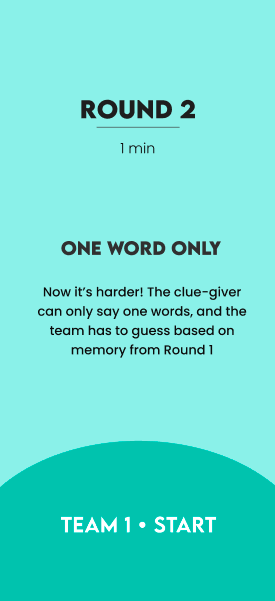 ROUND 2
1 min
ONE WORD ONLY
Now it's harder! The clue-giver
can only say one words, and the
team has to guess based on
memory from Round 1
TEAM 1 • START